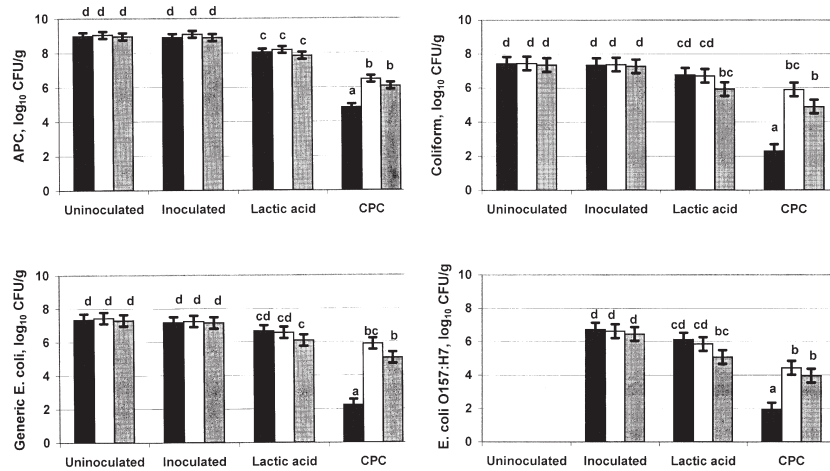 APC, log10 CFU/g
10
8
6
4
2
0
d d d
d d d
c c c
a b b
Uninoculated Inoculated Lactic acid CPC
Coliform, log10 CFU/g
10
8
6
4
2
0
d d d
d d d
cd cd bc
a bc b
Uninoculated Inoculated Lactic acid CPC
Generic E. coli, log10 CFU/g
10
8
6
4
2
0
d d d
d d d
cd cd c
a bc b
Uninoculated Inoculated Lactic acid CPC
E. coli O157:H7, log10 CFU/g
10
8
6
4
2
0
d d d
cd cd bc
a b b
Uninoculated Inoculated Lactic acid CPC